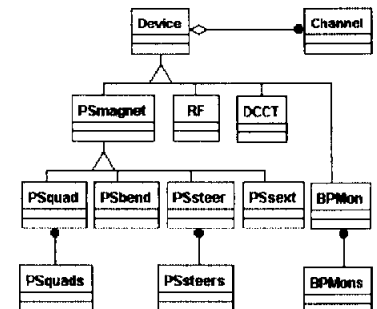 Device
Channel
PSmagnet
RF
DCCT
PSquad
PSbend
PSsteer
PSsext
BPMon
PSquads
PSsteers
BPMons